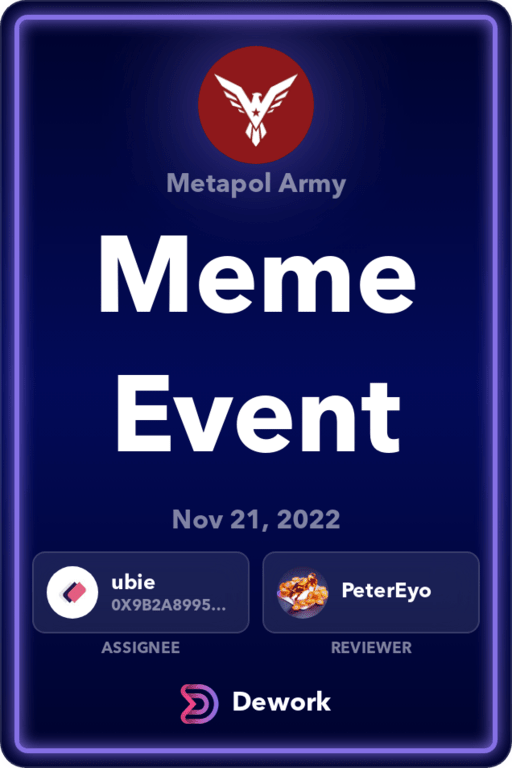 Metapol Army
Meme
Event
Nov 21, 2022
ubie
0X9B2A8995...
ASSIGNEE
PeterEyo
REVIEWER
Dework